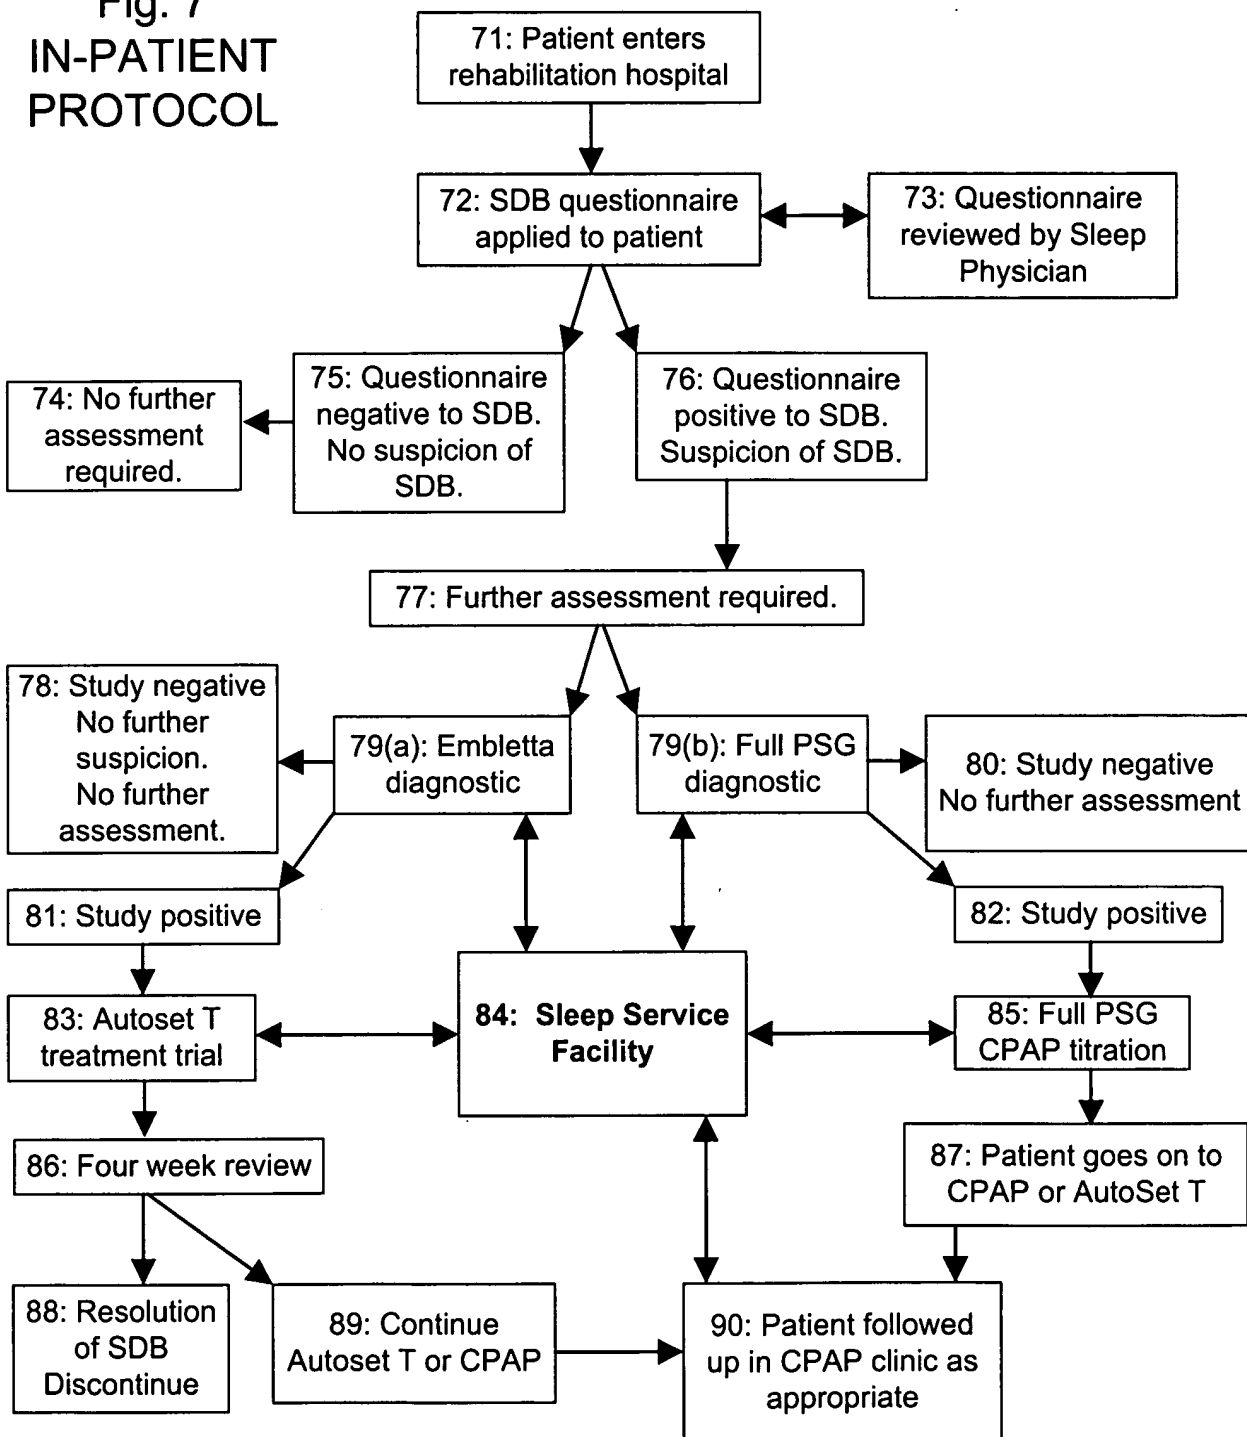 Fig. 7
IN-PATIENT
PROTOCOL
71: Patient enters
rehabilitation hospital
72: SDB questionnaire
applied to patient
73: Questionnaire
reviewed by Sleep
Physician
74: No further
assessment
required.
75: Questionnaire
negative to SDB.
No suspicion of
SDB.
76: Questionnaire
positive to SDB.
Suspicion of SDB.
77: Further assessment required.
78: Study negative
No further
suspicion.
No further
assessment.
79(a): Embletta
diagnostic
79(b): Full PSG
diagnostic
80: Study negative
No further assessment
81: Study positive
82: Study positive
83: Autoset T
treatment trial
84: Sleep Service
Facility
85: Full PSG
CPAP titration
86: Four week review
87: Patient goes on to
CPAP or AutoSet T
88: Resolution
of SDB
Discontinue
89: Continue
Autoset T or CPAP
90: Patient followed
up in CPAP clinic as
appropriate